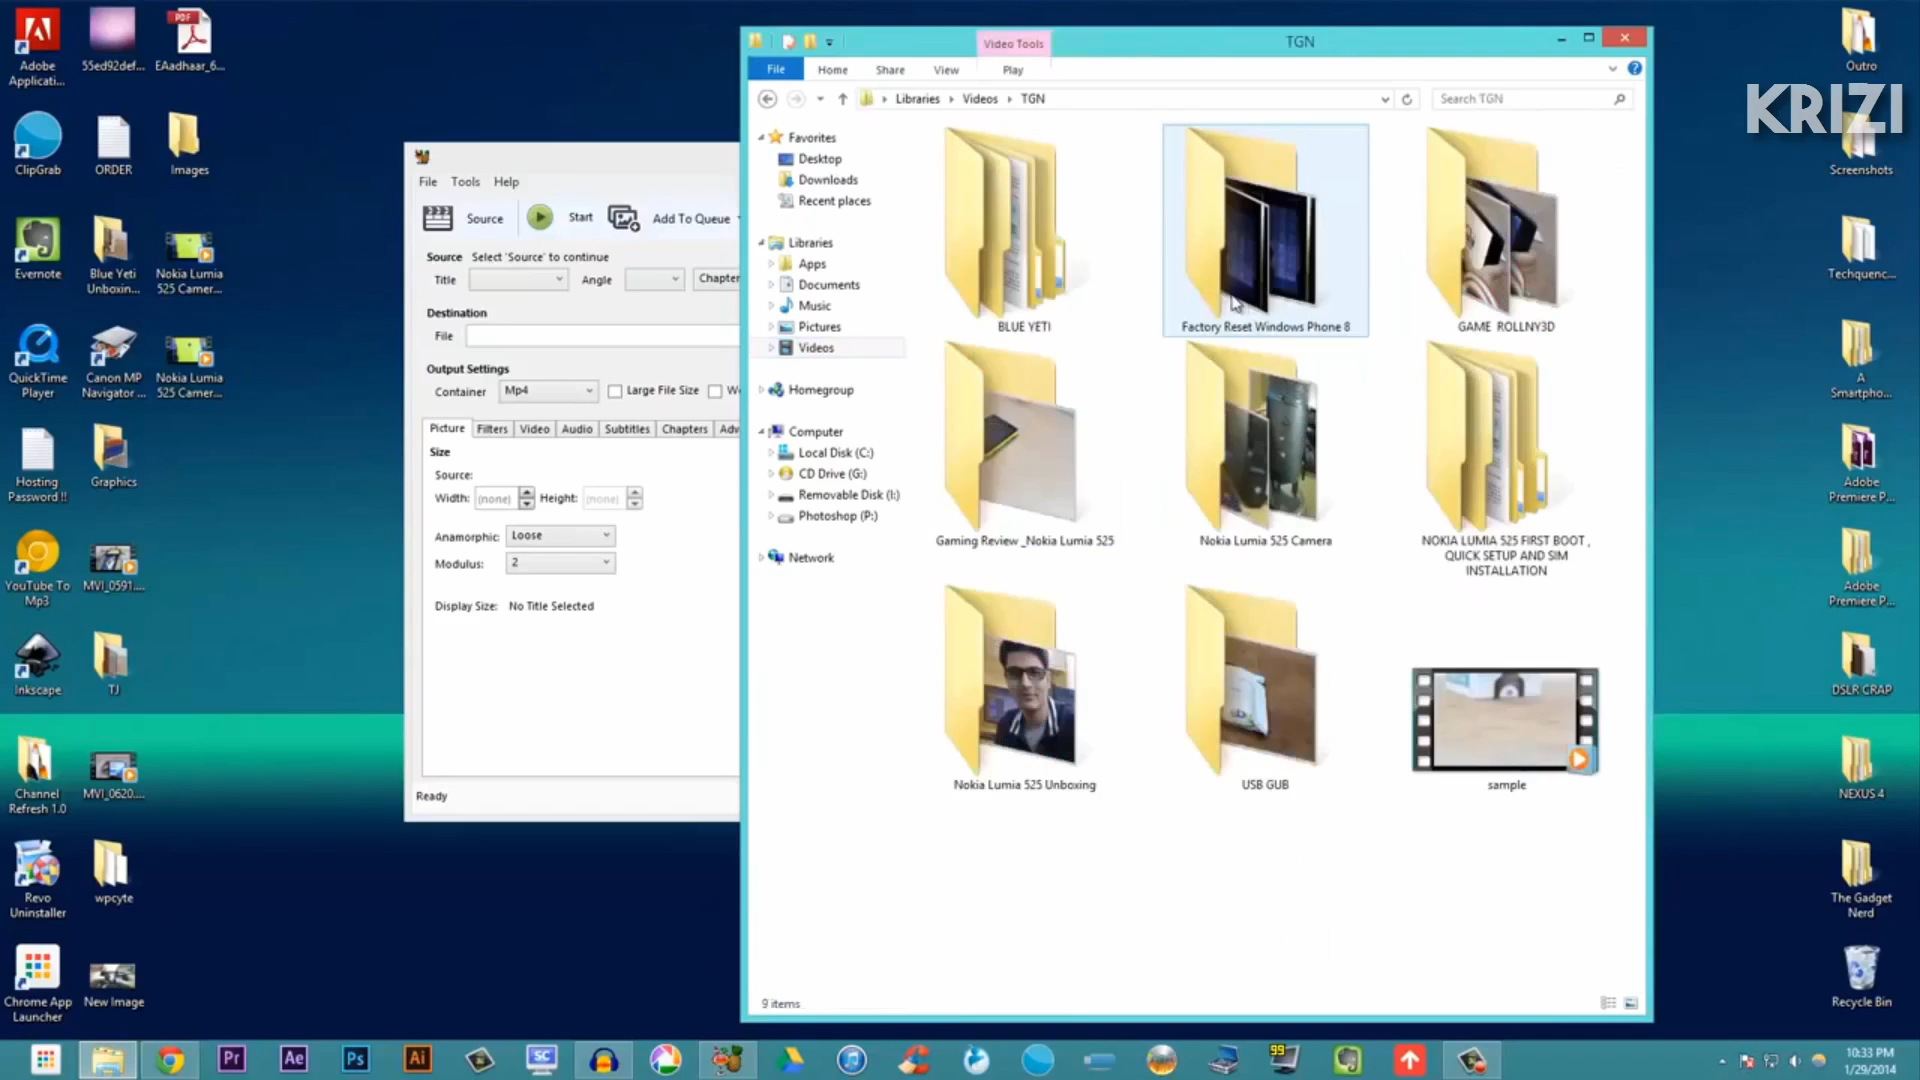 Adobe
Applicati...
55ed92def...
PDF
EAadhaar_6...
ClipGrab
ORDER
Images
Evernote
Blue Yeti
Unboxin...
Nokia Lumia
525 Camer...
QuickTime
Player
Canon MP
Navigator ...
Nokia Lumia
525 Camer...
Hosting
Password !!
Graphics
YouTube To
Mp3
MVI_0591....
Inkscape
TJ
Channel
Refresh 1.0
MVI_0620....
Revo
Uninstaller
wpcyte
Chrome App
Launcher
New Image
File Tools Help
Source Start Add To Queue
Source Select 'Source' to continue
Title Angle Chapter
Destination
File
Output Settings
Container Mp4 Large File Size
Picture Filters Video Audio Subtitles Chapters Adv
Size
Source:
Width: (none) Height: (none)
Anamorphic: Loose
Modulus: 2
Display Size: No Title Selected
Ready
Video Tools
TGN
File Home Share View Play
Libraries Videos TGN
Search TGN
Favorites
Desktop
Downloads
Recent places
Libraries
Apps
Documents
Music
Pictures
Videos
Homegroup
Computer
Local Disk (C:)
CD Drive (G:)
Removable Disk (I:)
Photoshop (P:)
Network
BLUE YETI
Factory Reset Windows Phone 8
GAME ROLLNY3D
Gaming Review _Nokia Lumia 525
Nokia Lumia 525 Camera
NOKIA LUMIA 525 FIRST BOOT ,
QUICK SETUP AND SIM
INSTALLATION
Nokia Lumia 525 Unboxing
USB GUB
sample
9 items
Outro
KRIZI
Screenshots
Techquenc...
A
Smartpho...
Adobe
Premiere P...
Adobe
Premiere P...
DSLR CRAP
NEXUS 4
The Gadget
Nerd
Recycle Bin
Pr
Ae
Ps
Ai
SC
99
10:33 PM
1/29/2014